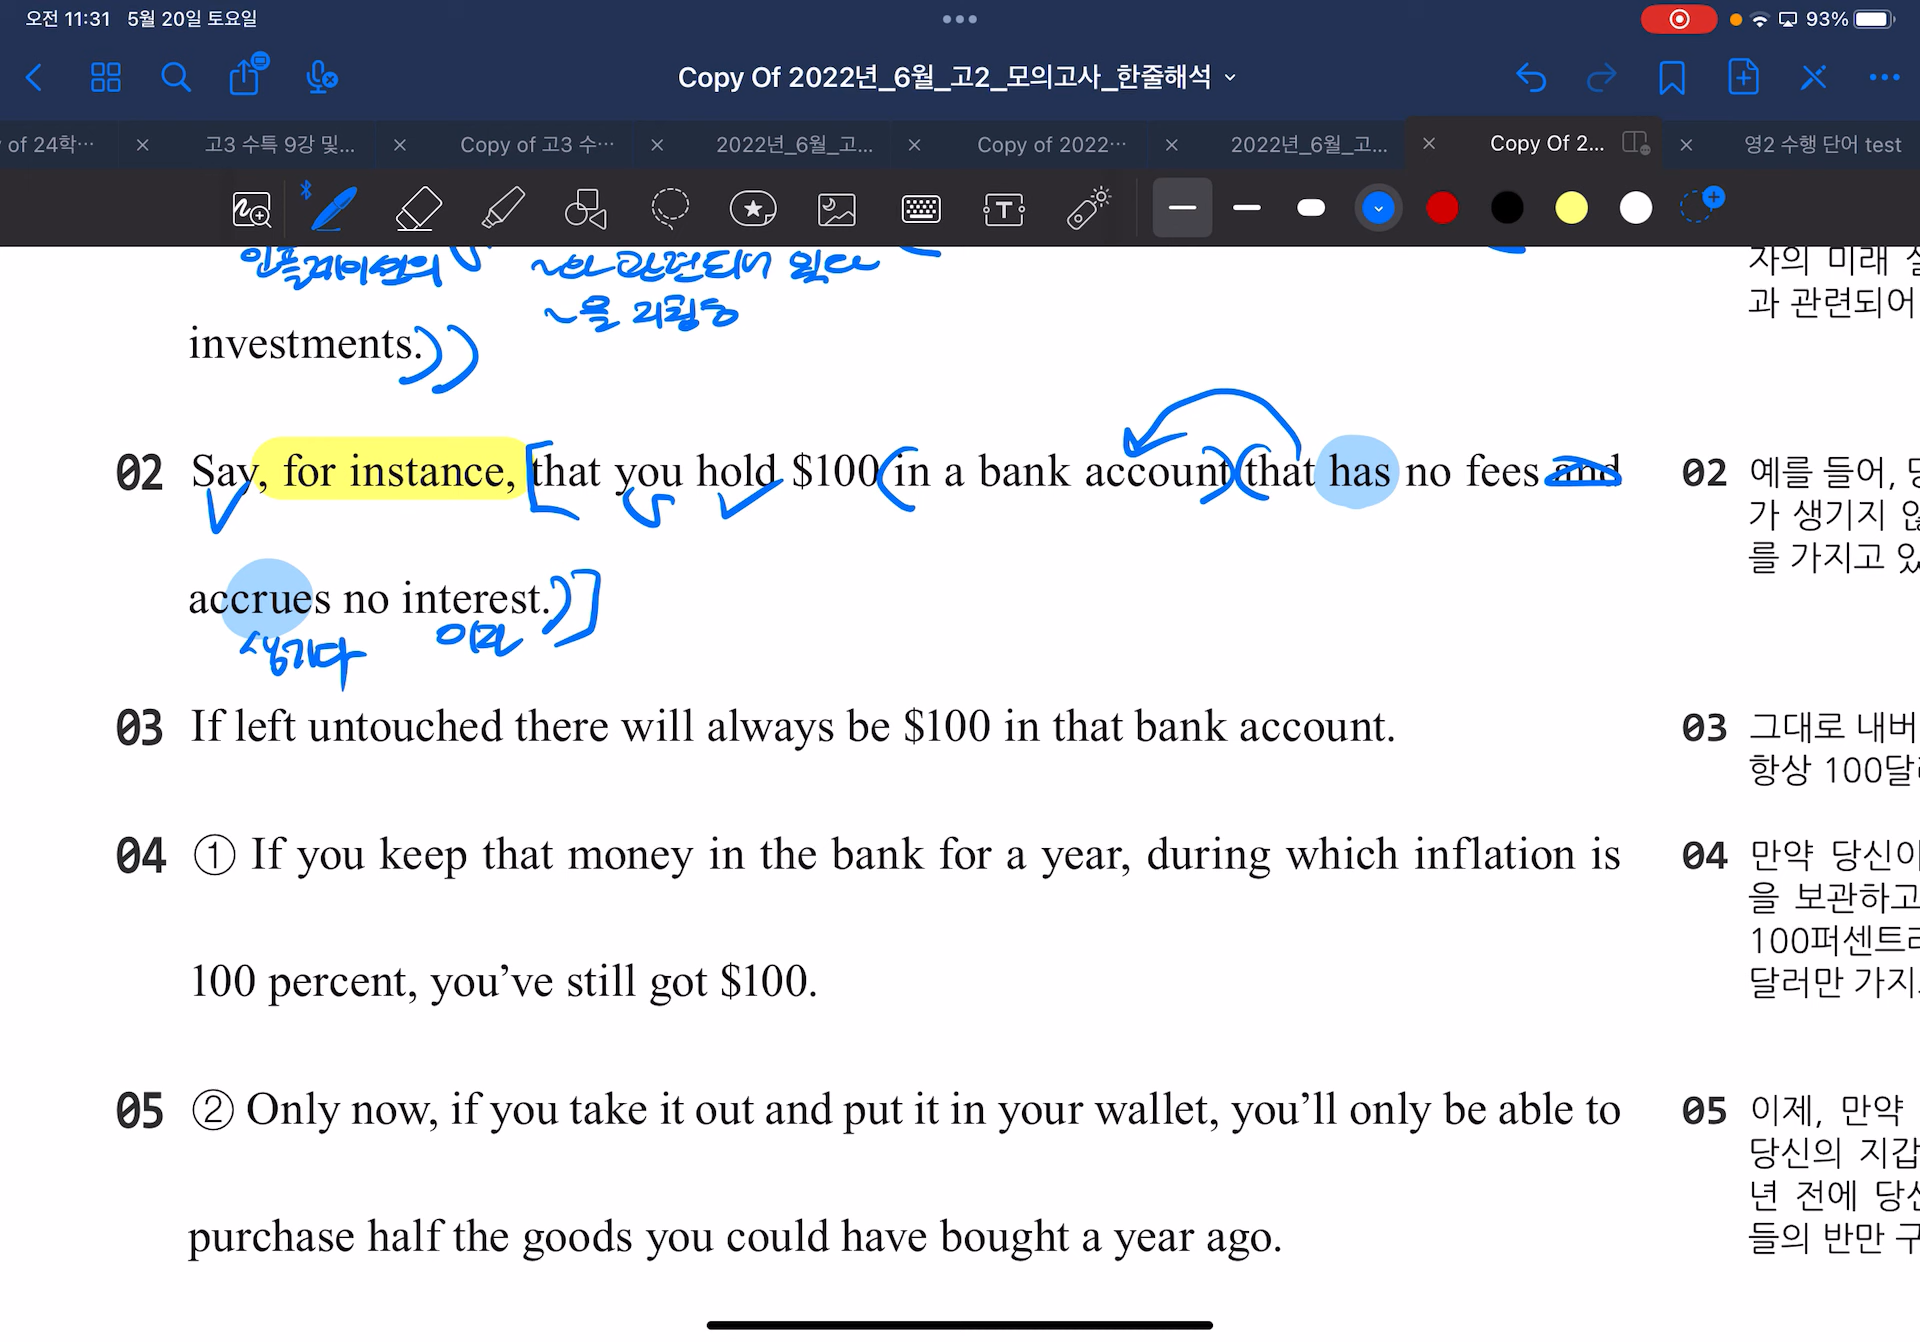 오전 11:31 5월 20일 토요일
93%
Copy Of 2022년_6월_고2_모의고사_한줄해석
of 24학…
고3 수특 9강 및...
Copy of 고3 수…
2022년_6월_고...
Copy of 2022…
2022년_6월_고...
Copy Of 2...
영2 수행 단어 test
인플레이션의
~와 관련되어 있다
~을
investments.
자의 미래
과 관련되어
02 Say, for instance, that you hold $100 in a bank account that has no fees and
accrues no interest.
생기다 이자
02 예를 들어,
가 생기지
를 가지고
03 If left untouched there will always be $100 in that bank account.
03 그대로 내버
항상 100달
04 ① If you keep that money in the bank for a year, during which inflation is
100 percent, you've still got $100.
04 만약 당신이
을 보관하고
100퍼센트
달러만 가지
05 ② Only now, if you take it out and put it in your wallet, you'll only be able to
purchase half the goods you could have bought a year ago.
05 이제, 만약
당신의 지갑
년 전에 당신
들의 반만 구